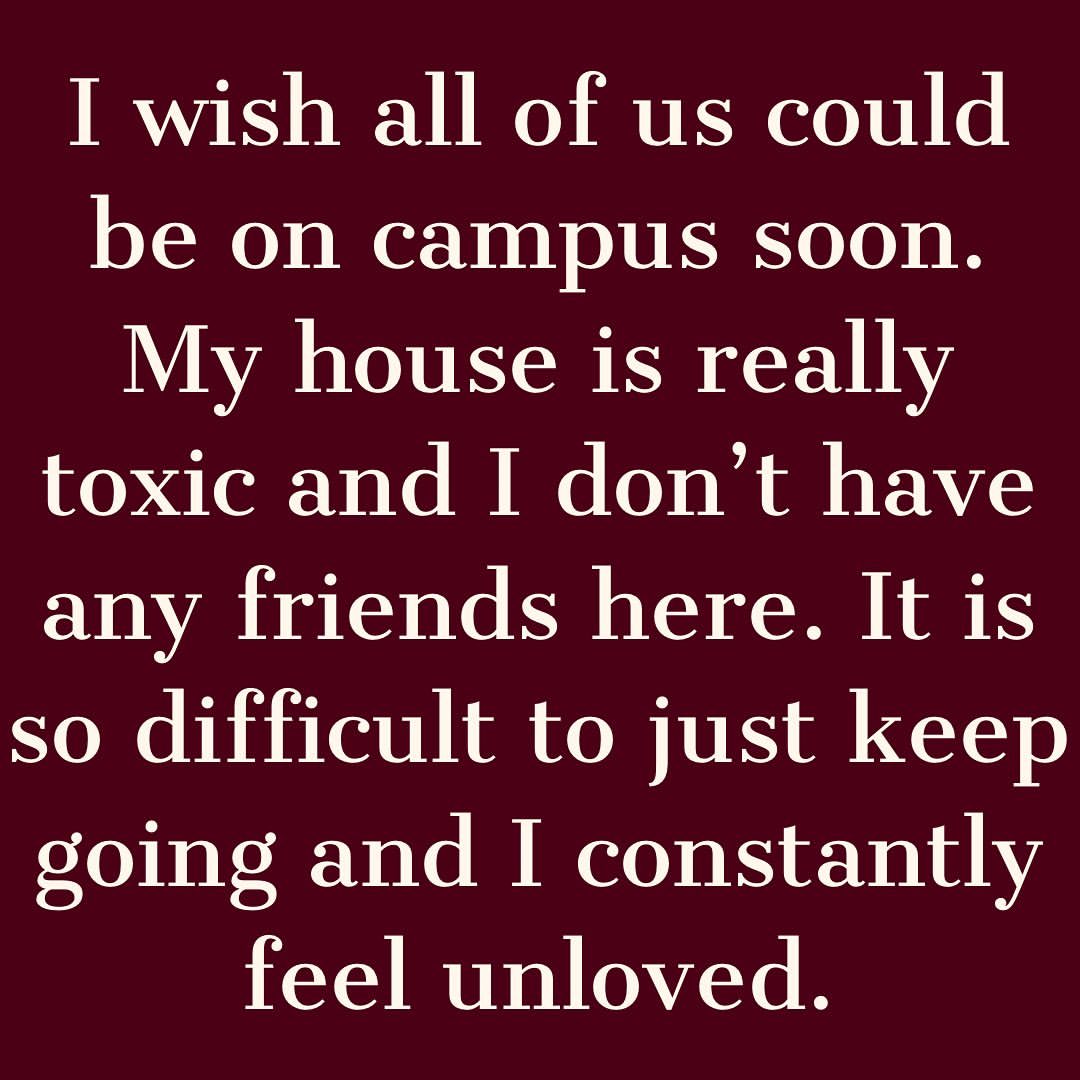 I wish all of us could
be on campus soon.
My house is really
toxic and I don’t have
any friends here. It is
so difficult to just keep
going and I constantly
feel unloved.